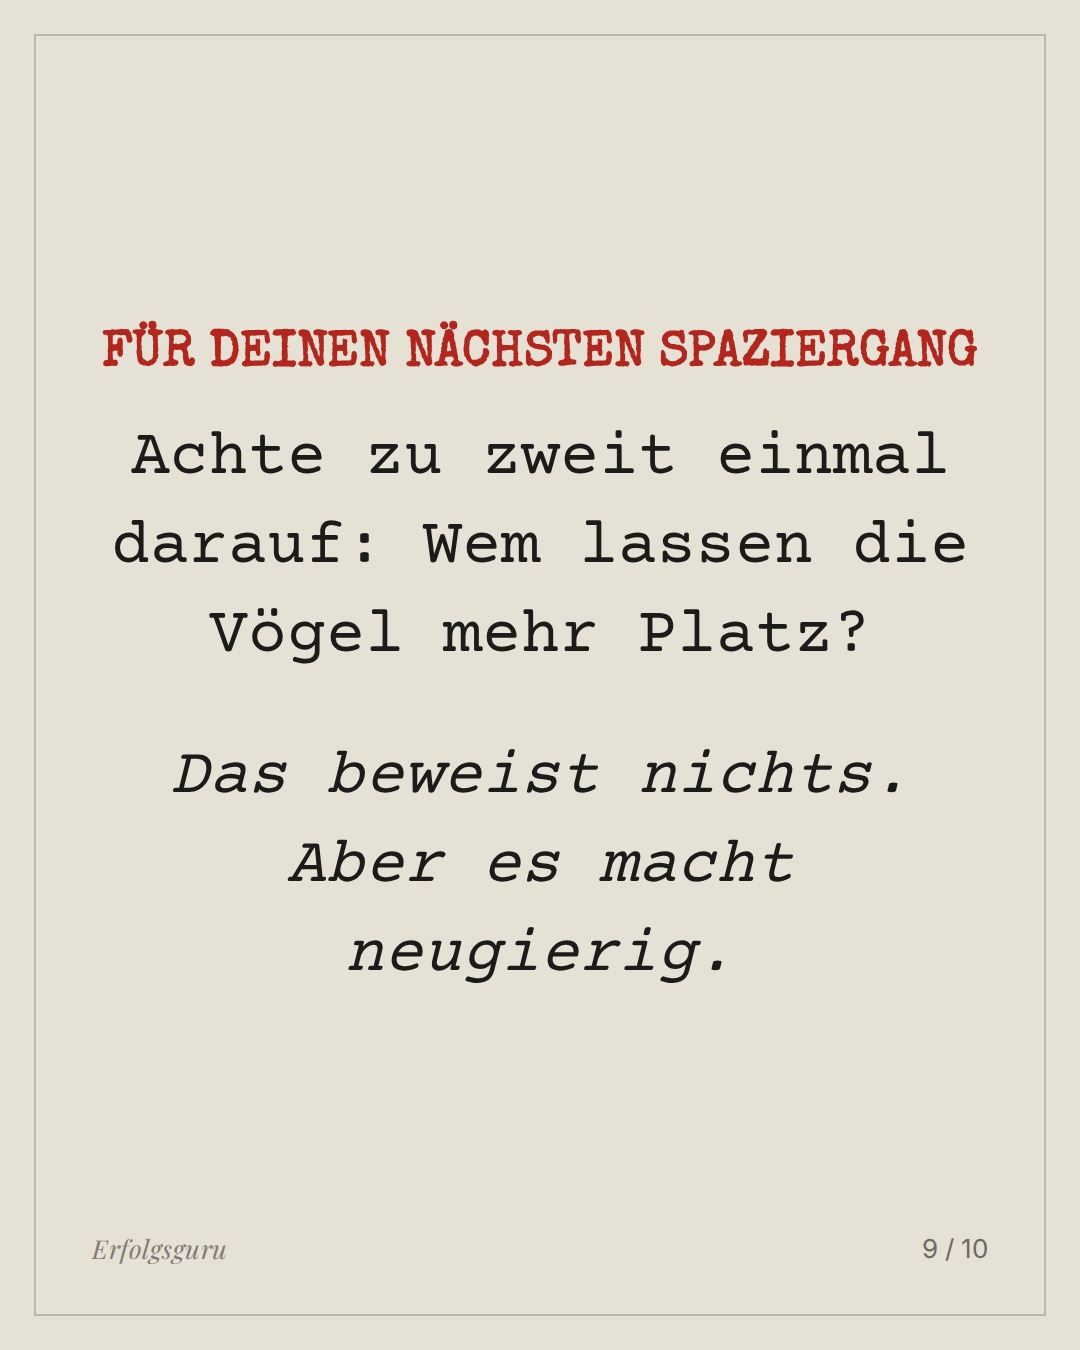 FÜR DEINEN NÄCHSTEN SPAZIERGANG
Achte zu zweit einmal
darauf: Wem lassen die
Vögel mehr Platz?
Das beweist nichts.
Aber es macht
neugierig.
Erfolgsguru
9 / 10